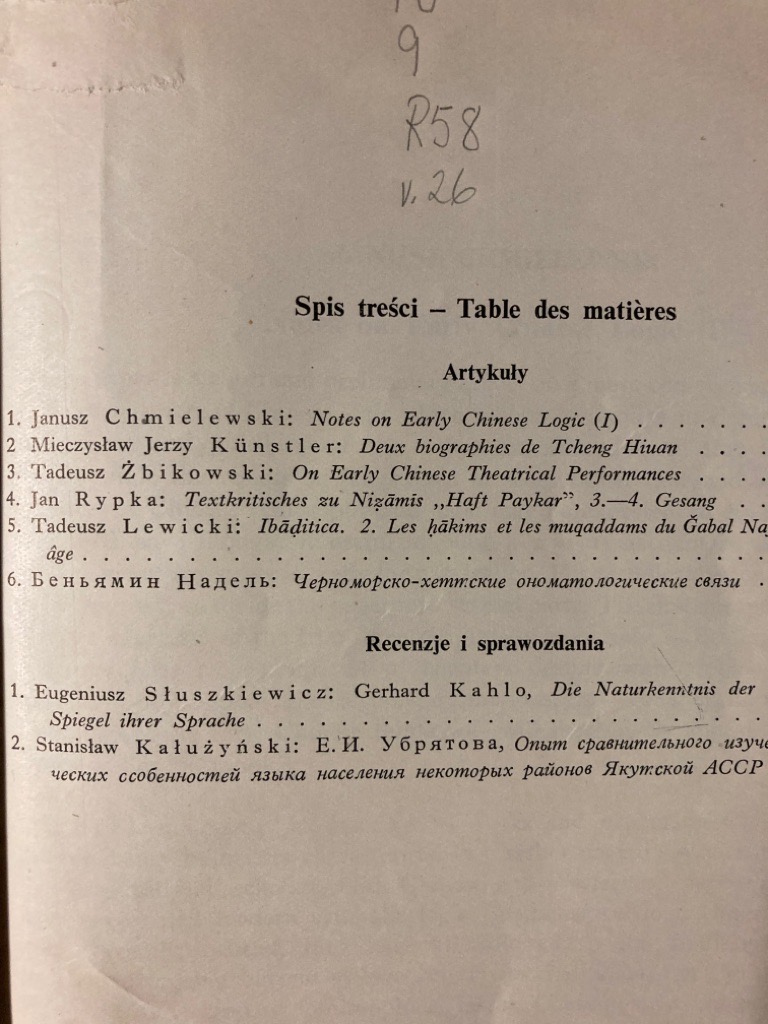 9
R58
v. 26
Spis treści – Table des matières
Artykuły
1. Janusz Chmielewski: Notes on Early Chinese Logic (I) . . . . . . .
2 Mieczysław Jerzy Künstler: Deux biographies de Tcheng Hiuan . . . .
3. Tadeusz Żbikowski: On Early Chinese Theatrical Performances . . . .
4. Jan Rypka: Textkritisches zu Niẓāmīs „Haft Paykar”, 3.—4. Gesang . .
5. Tadeusz Lewicki: Ibāḍitica. 2. Les ḥākims et les muqaddams du Ǧabal Na
âge . . . . . . . . . . . . . . . . . . . . . . . . .
6. Беньямин Надель: Черноморско-хеттские ономатологические связи .
Recenzje i sprawozdania
1. Eugeniusz Słuszkiewicz: Gerhard Kahlo, Die Naturkenntnis der
Spiegel ihrer Sprache . . . . . . . . . . . . . . . . . . .
2. Stanisław Kałużyński: Е.И. Убрятова, Опыт сравнительного изуче
ческих ссобенностей языка населения некоторых районов Якутской АССР